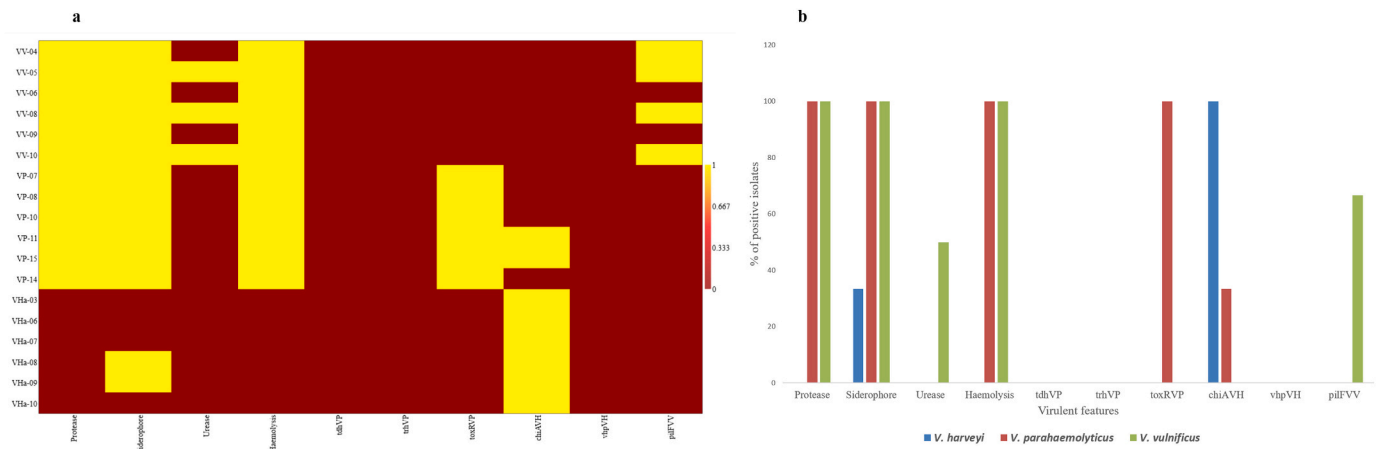 a
VV-04
VV-05
VV-06
VV-08
VV-09
VV-10
VP-07
VP-08
VP-10
VP-11
VP-15
VP-14
VHa-03
VHa-06
VHa-07
VHa-08
VHa-09
VHa-10
Protease
iderophore
Urease
Haemolysis
tdhVP
trhVP
toxRVP
chiAVH
vhpVH
pilFVV
1
0.667
0.333
0
b
% of positive isolates
120
100
80
60
40
20
0
Protease Siderophore Urease Haemolysis tdhVP trhVP toxRVP chiAVH vhpVH pilFVV
Virulent features
V. harveyi V. parahaemolyticus V. vulnificus